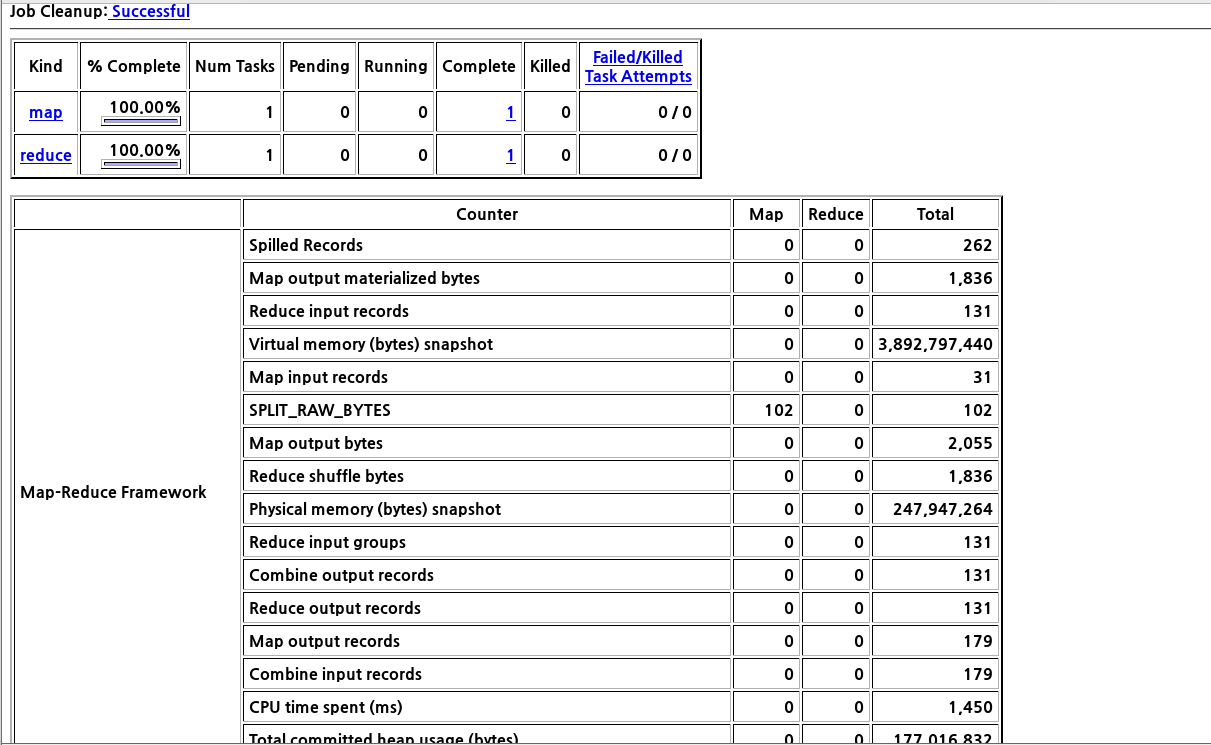 Job Cleanup: Successful
Kind % Complete Num Tasks Pending Running Complete Killed Failed/Killed
Task Attempts
map 100.00% 1 0 0 1 0 0 / 0
reduce 100.00% 1 0 0 1 0 0 / 0
Counter Map Reduce Total
Map-Reduce Framework
Spilled Records 0 0 262
Map output materialized bytes 0 0 1,836
Reduce input records 0 0 131
Virtual memory (bytes) snapshot 0 0 3,892,797,440
Map input records 0 0 31
SPLIT_RAW_BYTES 102 0 102
Map output bytes 0 0 2,055
Reduce shuffle bytes 0 0 1,836
Physical memory (bytes) snapshot 0 0 247,947,264
Reduce input groups 0 0 131
Combine output records 0 0 131
Reduce output records 0 0 131
Map output records 0 0 179
Combine input records 0 0 179
CPU time spent (ms) 0 0 1,450
Total committed heap usage (bytes) 0 0 177,016,832